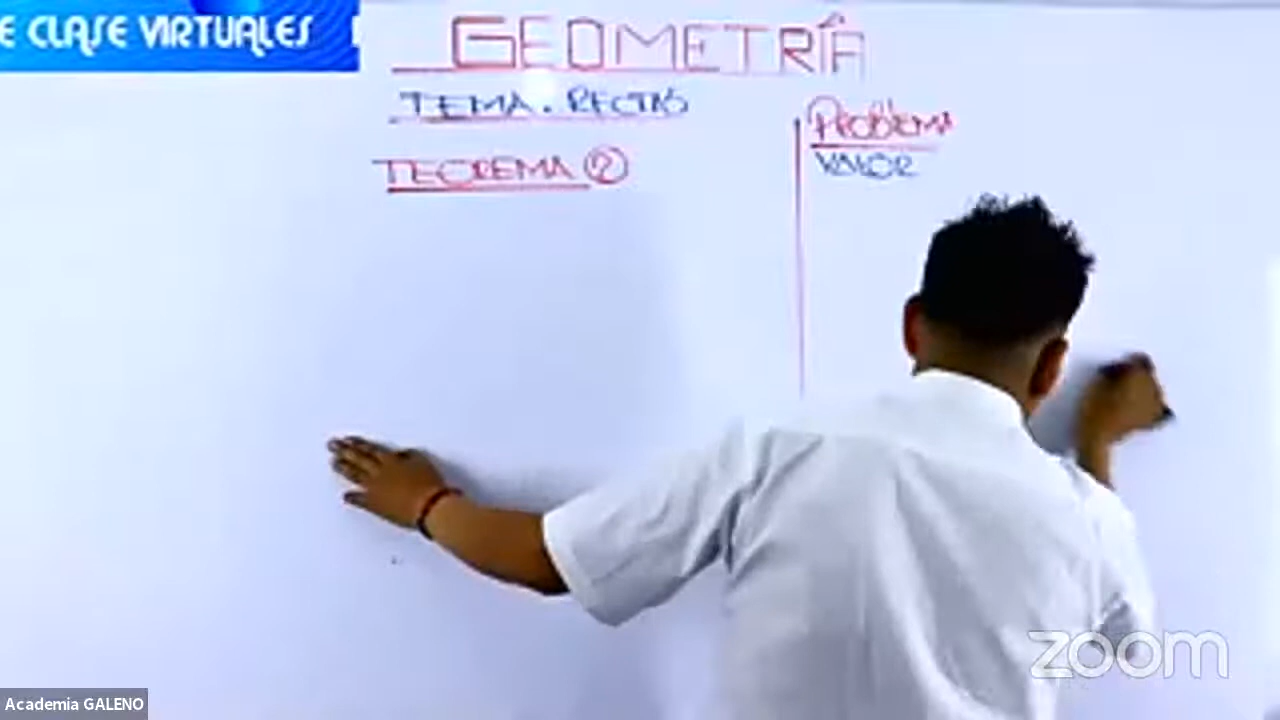 E CLASE VIRTUALES
GEOMETRÍA
TEMA. RECTAS
TEOREMA 2
PROBLEMA
VALOR
zoom
Academia GALENO